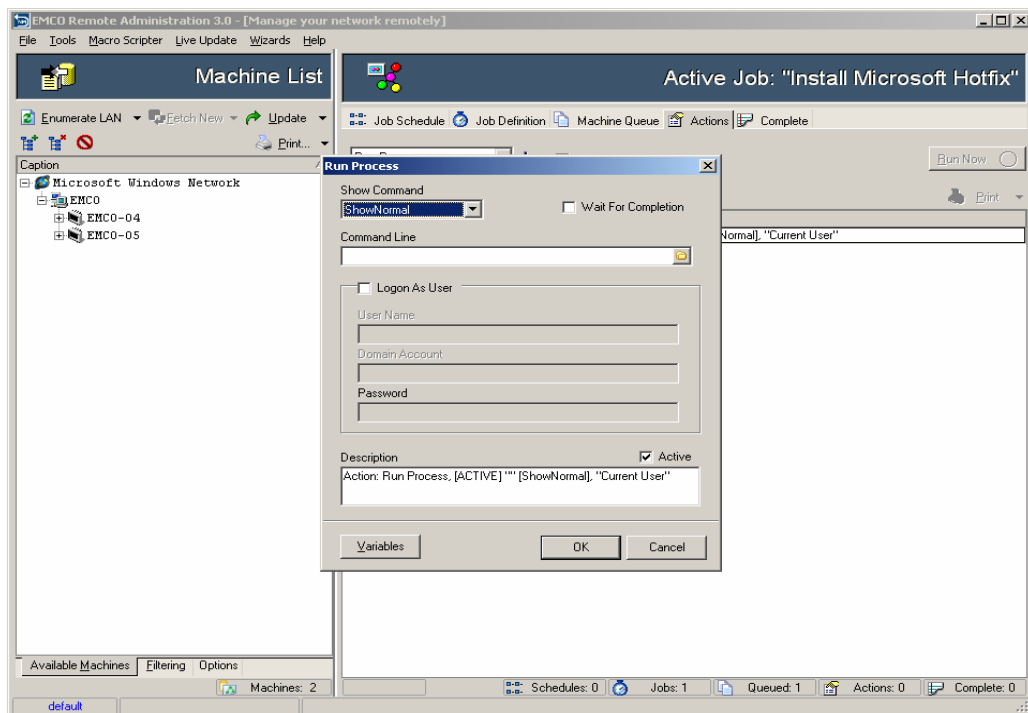 EMCO Remote Administration 3.0 - [Manage your network remotely]
File Tools Macro Scripter Live Update Wizards Help
Machine List
Active Job: "Install Microsoft Hotfix"
Enumerate LAN Fetch New Update
Print...
Job Schedule Job Definition Machine Queue Actions Complete
Caption
Microsoft Windows Network
EMCO
EMCO-04
EMCO-05
Run Now
Print
Normal], "Current User"
Run Process
Show Command
ShowNormal
Wait For Completion
Command Line
Logon As User
User Name
Domain Account
Password
Description
Active
Action: Run Process, [ACTIVE] "" [ShowNormal], "Current User"
Variables OK Cancel
Available Machines Filtering Options
Machines: 2
Schedules: 0 Jobs: 1 Queued: 1 Actions: 0 Complete: 0
default